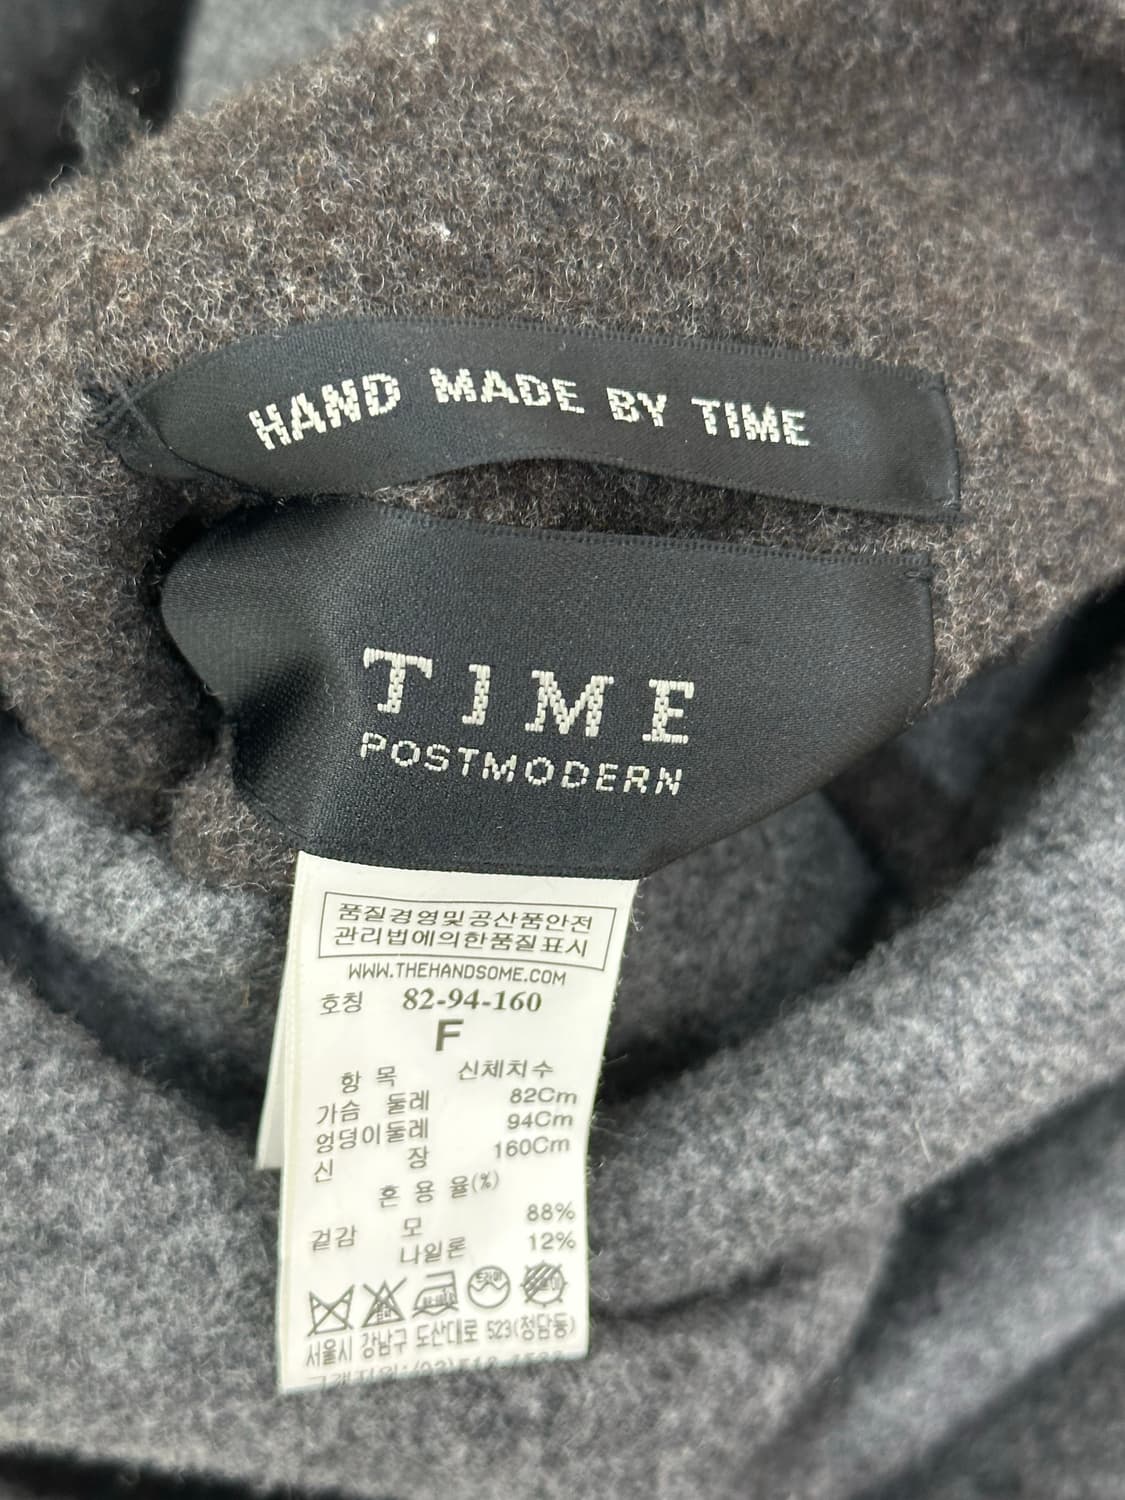 HAND MADE BY TIME
TIME
POSTMODERN
품질경영및공산품안전
관리법에의한품질표시
WWW.THEHANDSOME.COM
호칭 82-94-160
F
항 목 신체치수
가슴 둘레 82Cm
엉덩이둘레 94Cm
신 장 160Cm
혼 용 율(%)
겉감 모 88%
나일론 12%
서울시 강남구 도산대로 523(청담동)